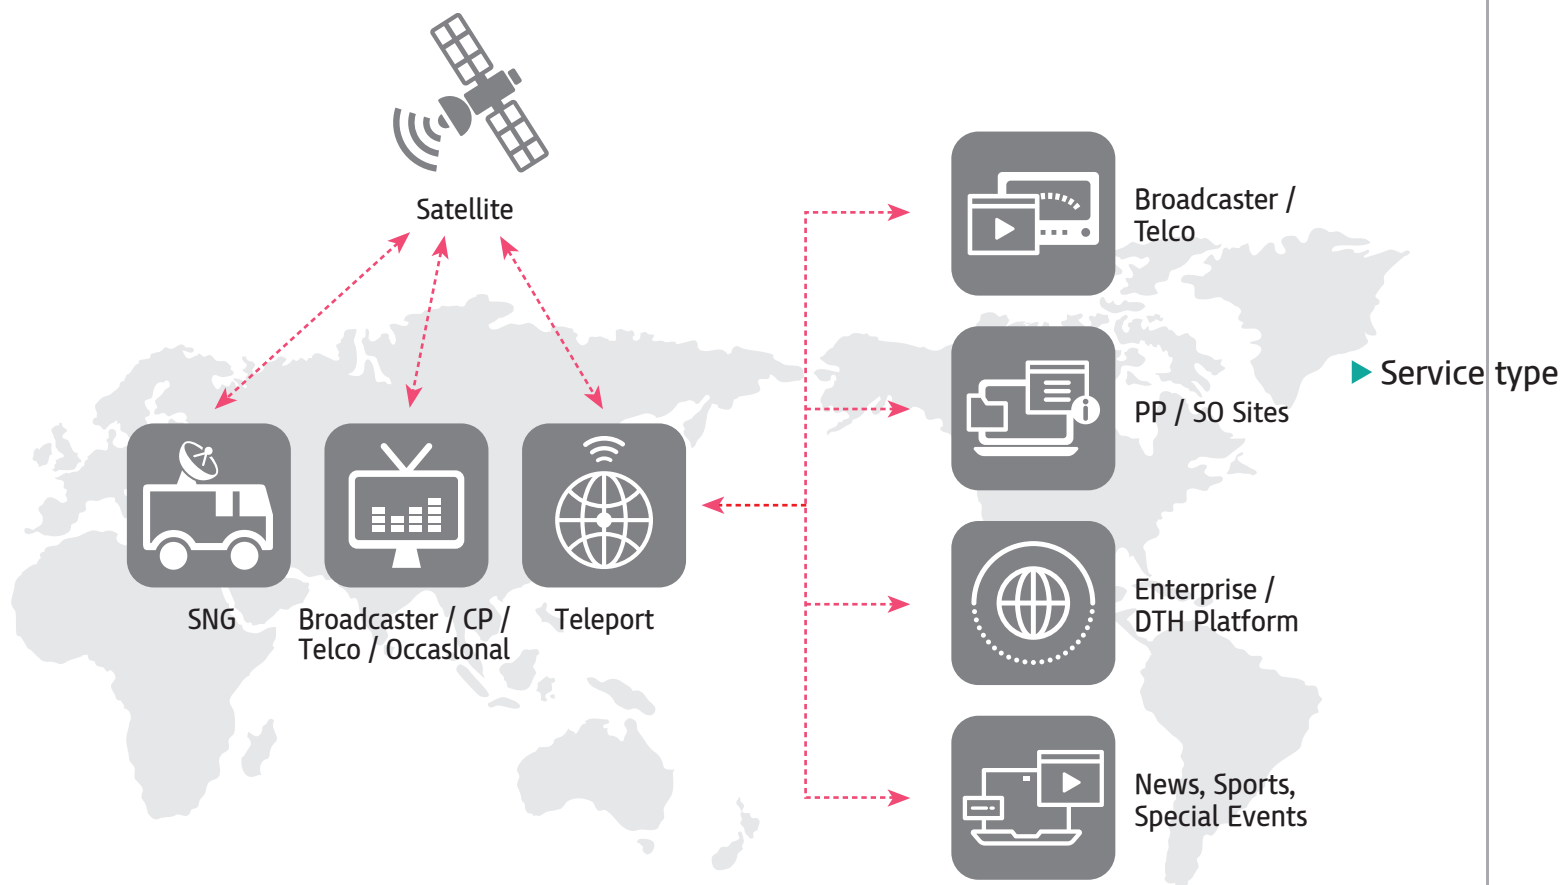 Satellite
SNG
Broadcaster / CP /
Telco / Occaslonal
Teleport
Broadcaster /
Telco
PP / SO Sites
Enterprise /
DTH Platform
News, Sports,
Special Events
Service type